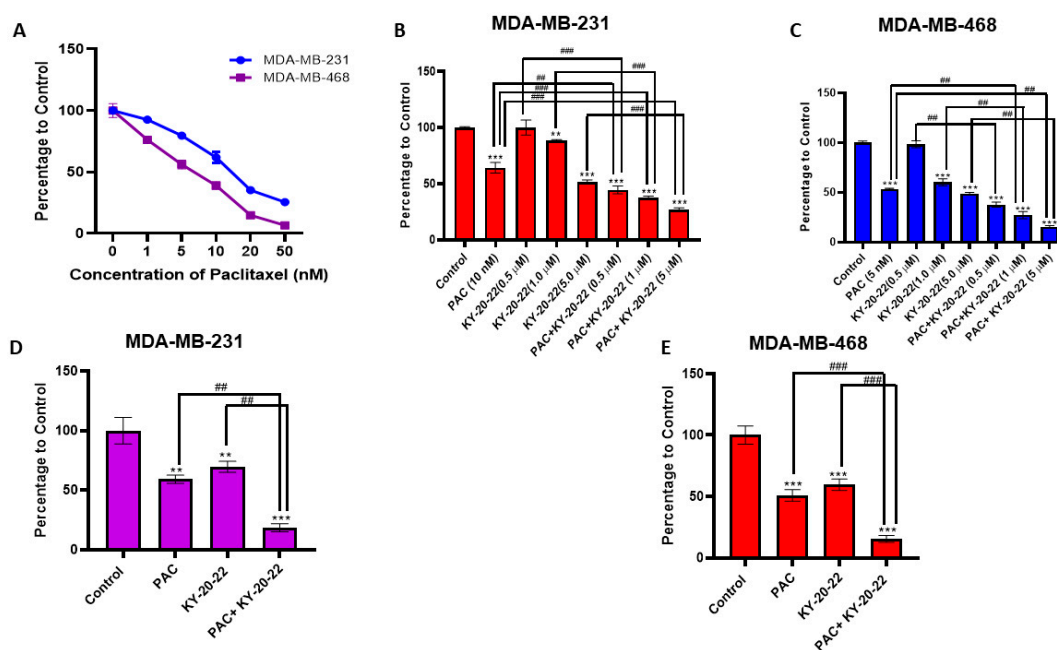 A
MDA-MB-231
MDA-MB-468
Percentage to Control
150
100
50
0
0 1 5 10 20 50
Concentration of Paclitaxel (nM)
B
MDA-MB-231
Percentage to Control
150
100
50
0
###
###
##
###
###
###
*** ** *** *** *** ***
Control
PAC (10 nM)
KY-20-22(0.5 μM)
KY-20-22(1.0 μM)
KY-20-22(5.0 μM)
PAC+KY-20-22 (0.5 μM)
PAC+KY-20-22 (1 μM)
PAC+ KY-20-22 (5 μM)
C
MDA-MB-468
Percentage to Control
150
100
50
0
##
##
##
##
##
*** *** *** *** *** ***
Control
PAC (5 nM)
KY-20-22(0.5 μM)
KY-20-22(1.0 μM)
KY-20-22(5.0 μM)
PAC+KY-20-22 (0.5 μM)
PAC+KY-20-22 (1 μM)
PAC+ KY-20-22 (5 μM)
D
MDA-MB-231
Percentage to Control
150
100
50
0
##
##
** ** ***
Control
PAC
KY-20-22
PAC+ KY-20-22
E
MDA-MB-468
Percentage to Control
150
100
50
0
###
###
*** *** ***
Control
PAC
KY-20-22
PAC+ KY-20-22